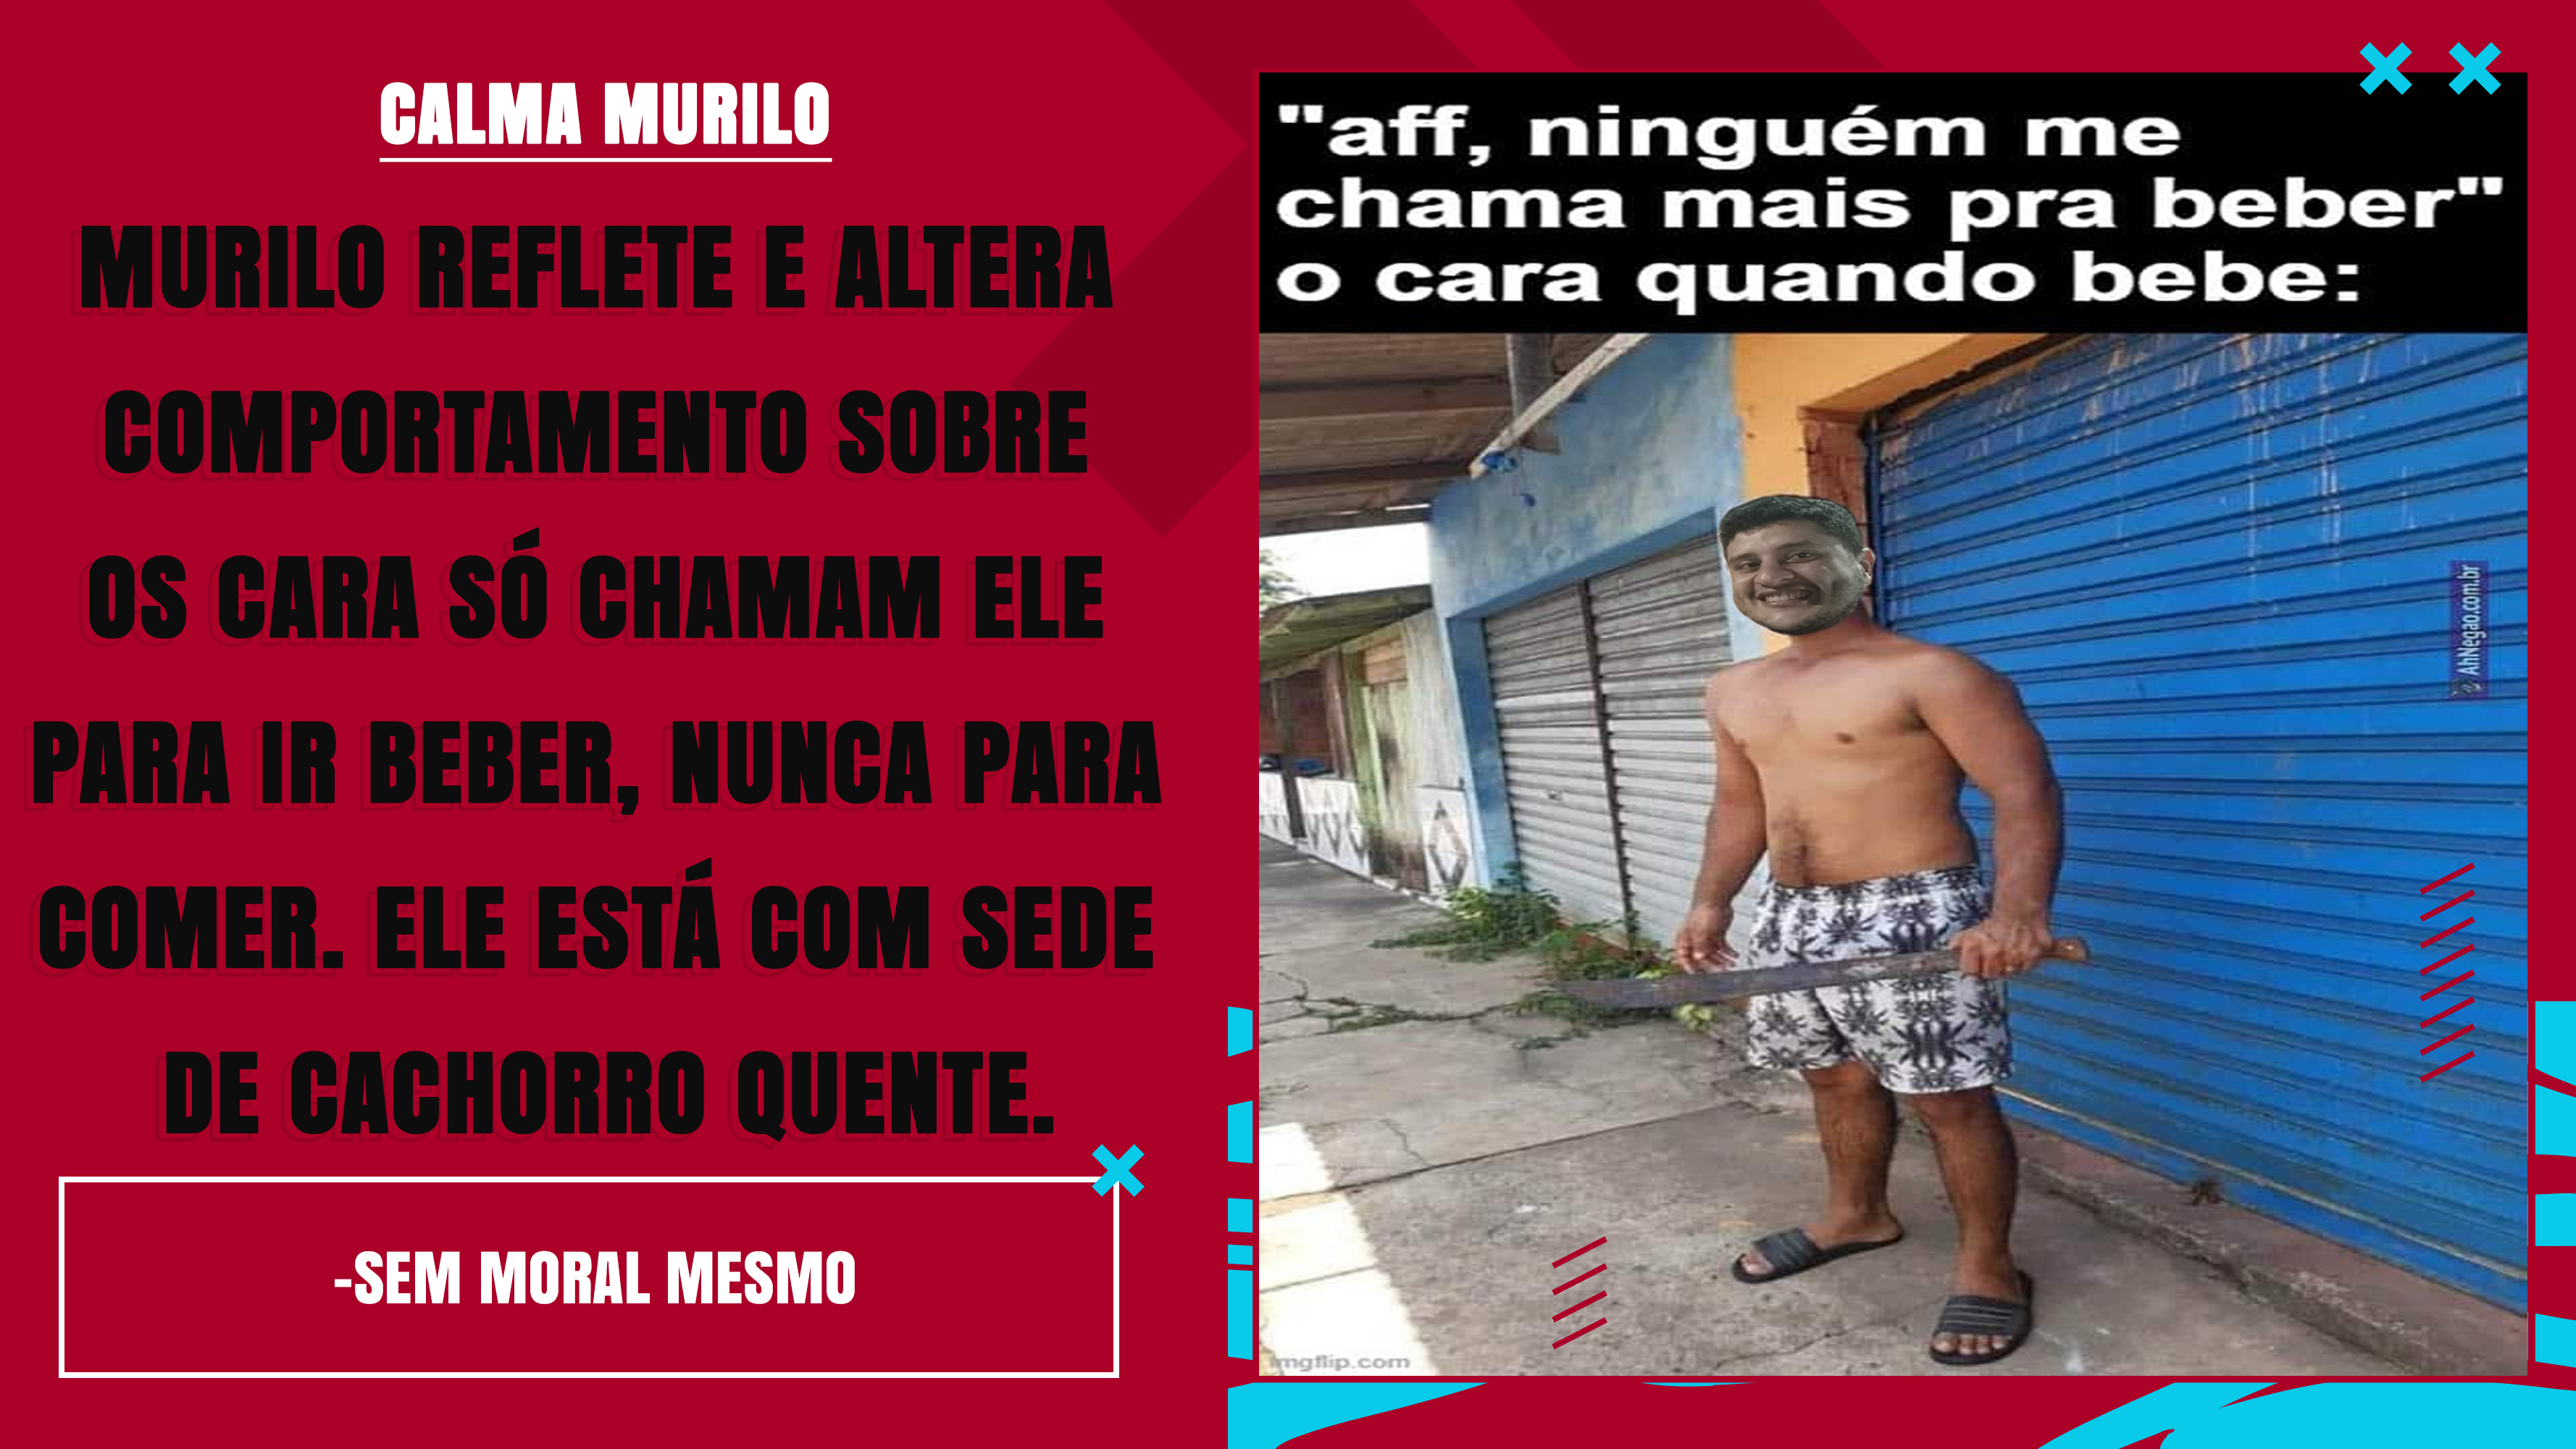 CALMA MURILO
MURILO REFLETE E ALTERA
COMPORTAMENTO SOBRE
OS CARA SÓ CHAMAM ELE
PARA IR BEBER, NUNCA PARA
COMER. ELE ESTÁ COM SEDE
DE CACHORRO QUENTE.
-SEM MORAL MESMO
"aff, ninguém me
chama mais pra beber"
o cara quando bebe:
AhNegao.com.br
imgflip.com